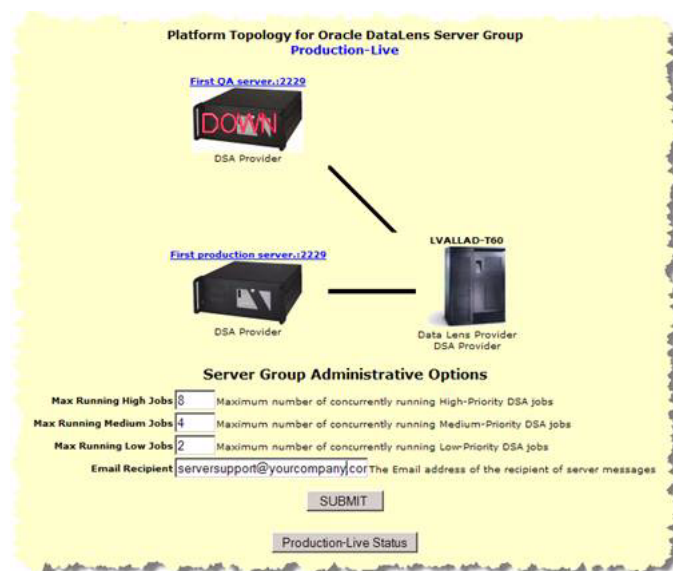 Platform Topology for Oracle DataLens Server Group
Production-Live
First QA server.:2229
DOWN
DSA Provider
LVALLAD-T60
First production server.:2229
DSA Provider
Data Lens Provider
DSA Provider
Server Group Administrative Options
Max Running High Jobs 8 Maximum number of concurrently running High-Priority DSA jobs
Max Running Medium Jobs 4 Maximum number of concurrently running Medium-Priority DSA jobs
Max Running Low Jobs 2 Maximum number of concurrently running Low-Priority DSA jobs
Email Recipient serversupport@yourcompany.cor The Email address of the recipient of server messages
SUBMIT
Production-Live Status